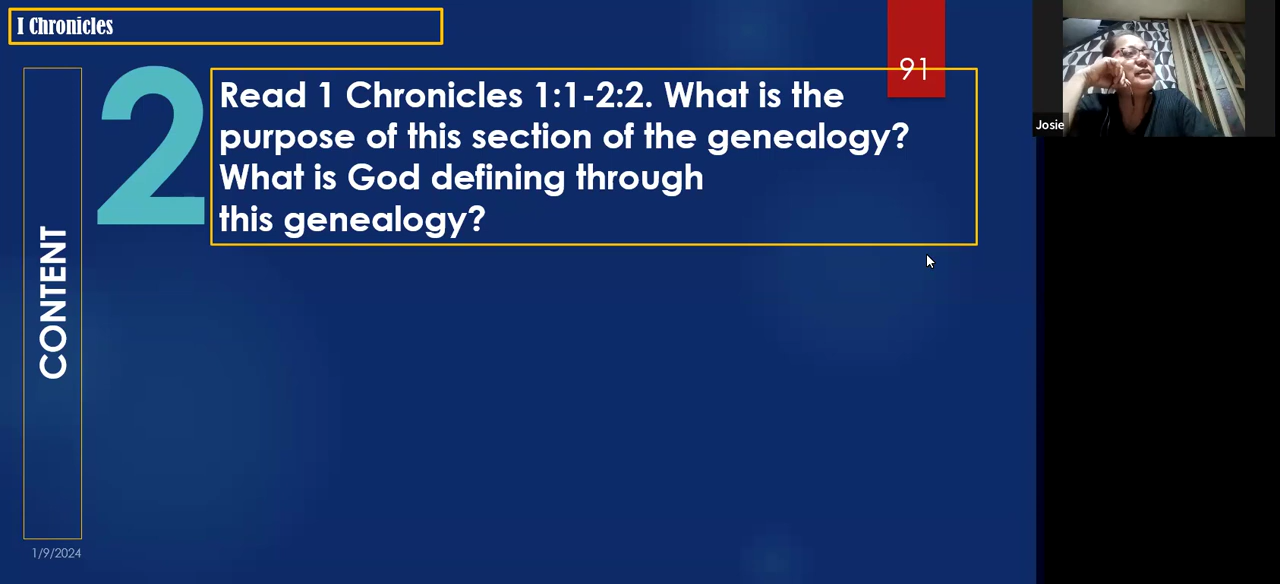 I Chronicles
91
2
Read 1 Chronicles 1:1-2:2. What is the
purpose of this section of the genealogy?
What is God defining through
this genealogy?
CONTENT
1/9/2024
Josie